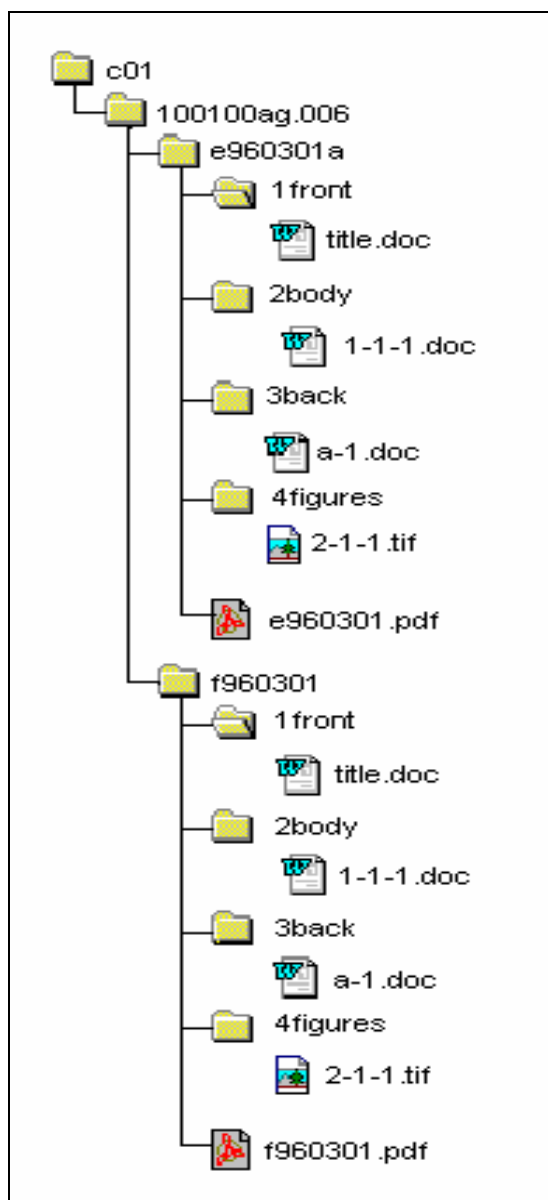 c01
100100ag.006
e960301a
1front
title.doc
2body
1-1-1.doc
3back
a-1.doc
4figures
2-1-1.tif
e960301.pdf
f960301
1front
title.doc
2body
1-1-1.doc
3back
a-1.doc
4figures
2-1-1.tif
f960301.pdf